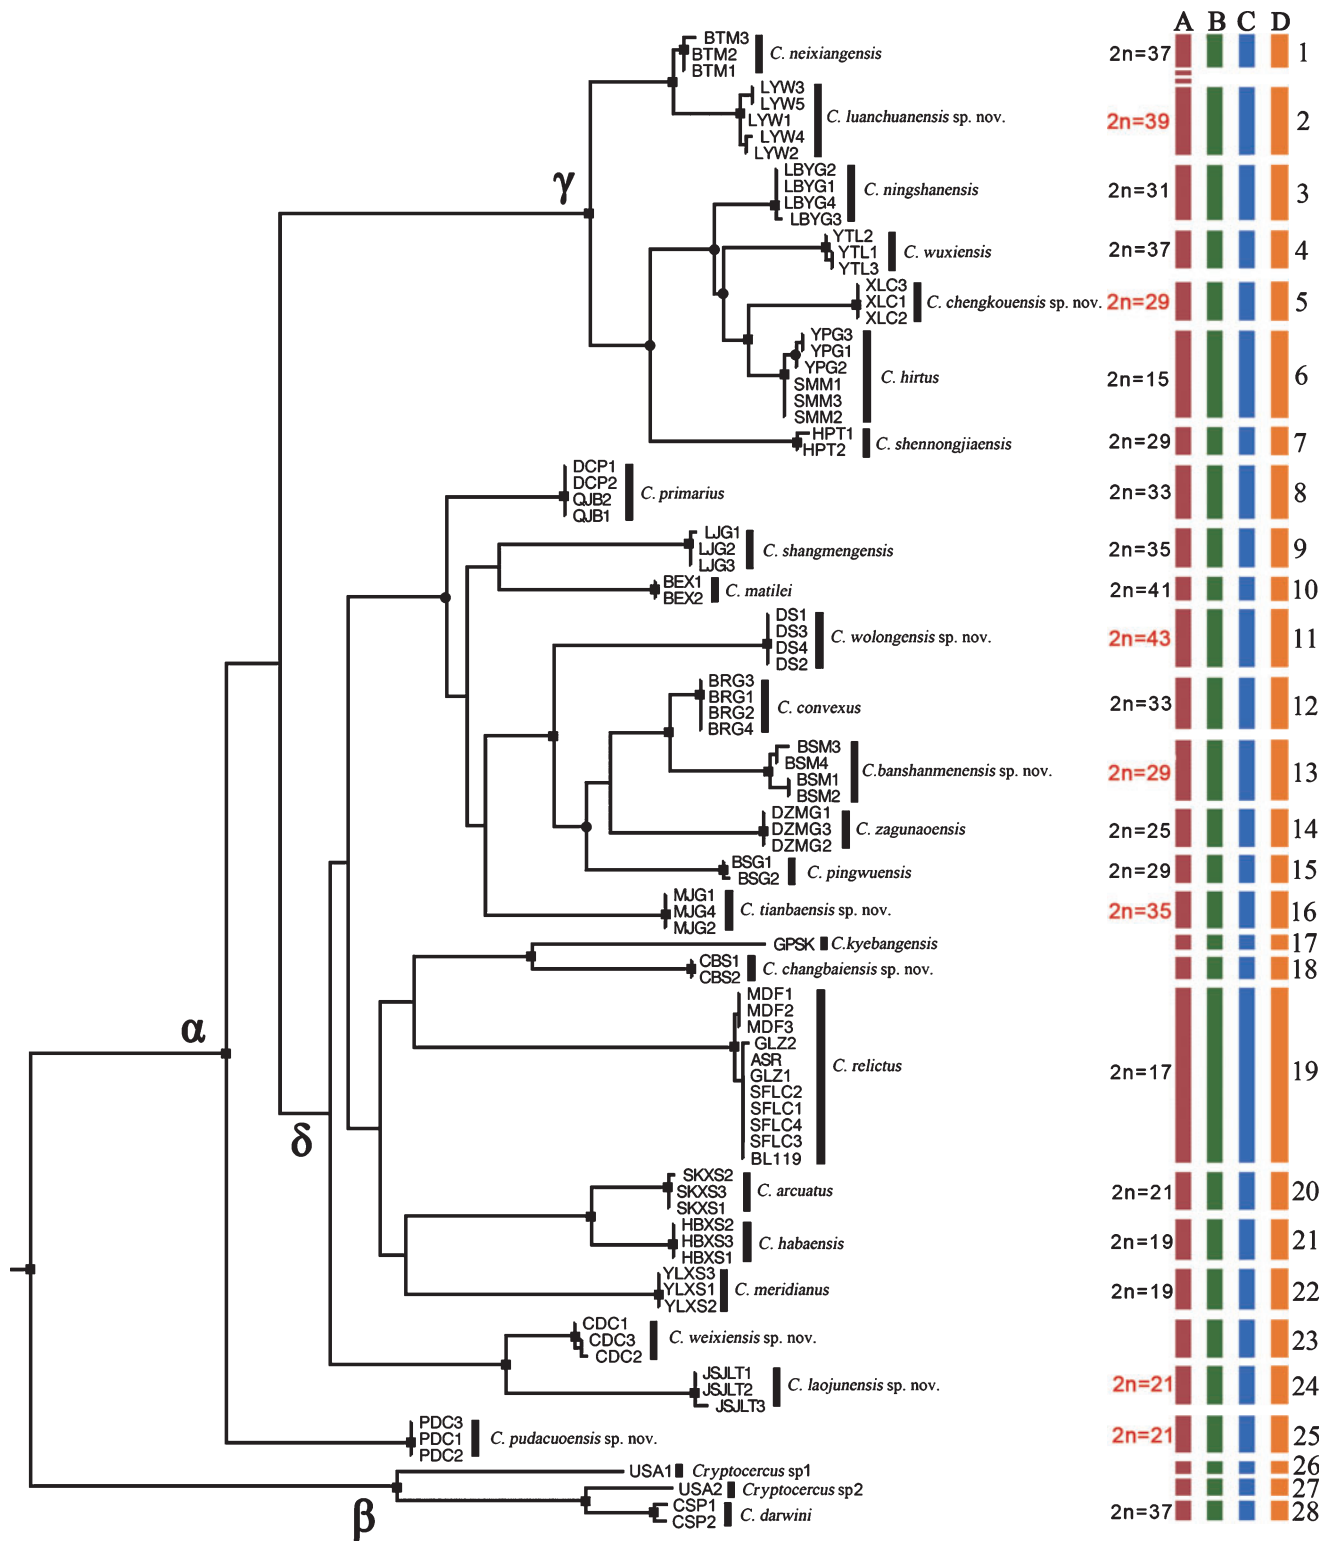 A B C D
BTM3
BTM2
BTM1
C. neixiangensis
2n=37
1
LYW3
LYW5
LYW1
LYW4
LYW2
C. luanchuanensis sp. nov.
2n=39
2
γ
LBYG2
LBYG1
LBYG4
LBYG3
C. ningshanensis
2n=31
3
YTL2
YTL1
YTL3
C. wuxiensis
2n=37
4
XLC3
XLC1
XLC2
C. chengkouensis sp. nov.
2n=29
5
YPG3
YPG1
YPG2
SMM1
SMM3
SMM2
C. hirtus
2n=15
6
HPT1
HPT2
C. shennongjiaensis
2n=29
7
DCP1
DCP2
QJB2
QJB1
C. primarius
2n=33
8
LJG1
LJG2
LJG3
C. shangmengensis
2n=35
9
BEX1
BEX2
C. matilei
2n=41
10
DS1
DS3
DS4
DS2
C. wolongensis sp. nov.
2n=43
11
BRG3
BRG1
BRG2
BRG4
C. convexus
2n=33
12
BSM3
BSM4
BSM1
BSM2
C.banshanmenensis sp. nov.
2n=29
13
DZMG1
DZMG3
DZMG2
C. zagunaoensis
2n=25
14
BSG1
BSG2
C. pingwuensis
2n=29
15
MJG1
MJG4
MJG2
C. tianbaensis sp. nov.
2n=35
16
GPSK
C.kyebangensis
17
CBS1
CBS2
C. changbaiensis sp. nov.
18
α
MDF1
MDF2
MDF3
GLZ2
ASR
GLZ1
SFLC2
SFLC1
SFLC4
SFLC3
BL119
C. relictus
2n=17
19
δ
SKXS2
SKXS3
SKXS1
C. arcuatus
2n=21
20
HBXS2
HBXS3
HBXS1
C. habaensis
2n=19
21
YLXS3
YLXS1
YLXS2
C. meridianus
2n=19
22
CDC1
CDC3
CDC2
C. weixiensis sp. nov.
23
JSJLT1
JSJLT2
JSJLT3
C. laojunensis sp. nov.
2n=21
24
PDC3
PDC1
PDC2
C. pudacuoensis sp. nov.
2n=21
25
USA1
Cryptocercus sp1
26
USA2
Cryptocercus sp2
27
β
CSP1
CSP2
C. darwini
2n=37
28